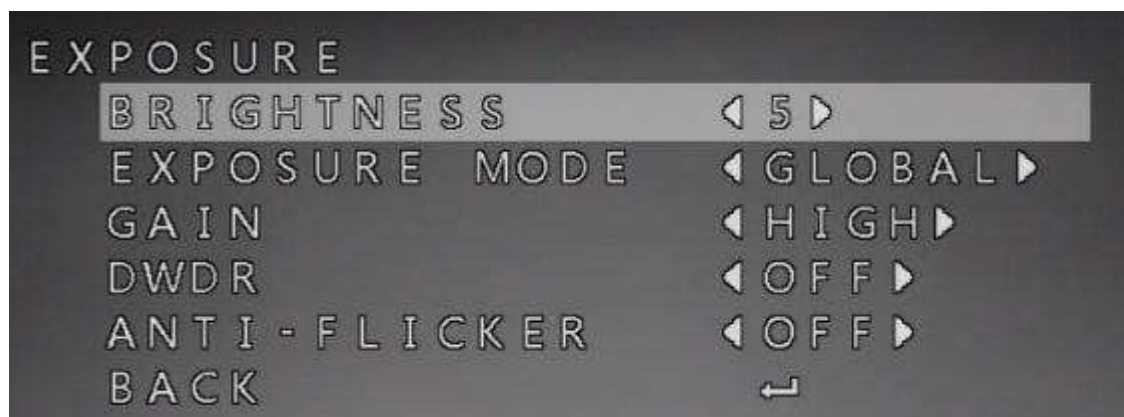 EXPOSURE
BRIGHTNESS ◁ 5 ▷
EXPOSURE MODE ◁ GLOBAL ▷
GAIN ◁ HIGH ▷
DWDR ◁ OFF ▷
ANTI-FLICKER ◁ OFF ▷
BACK ↵